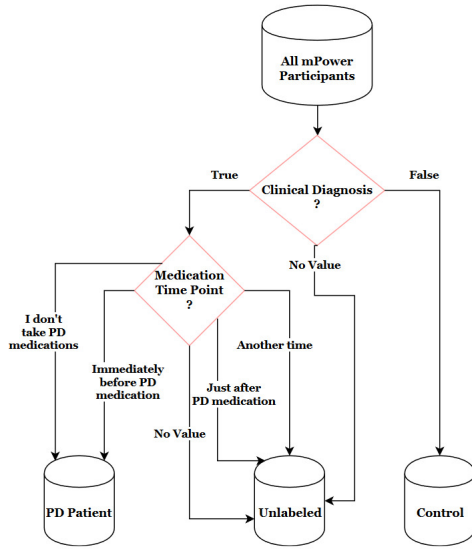 All mPower
Participants
True
False
Clinical Diagnosis
?
No Value
Medication
Time Point
?
I don't
take PD
medications
Immediately
before PD
medication
Another time
Just after
PD medication
No Value
PD Patient
Unlabeled
Control